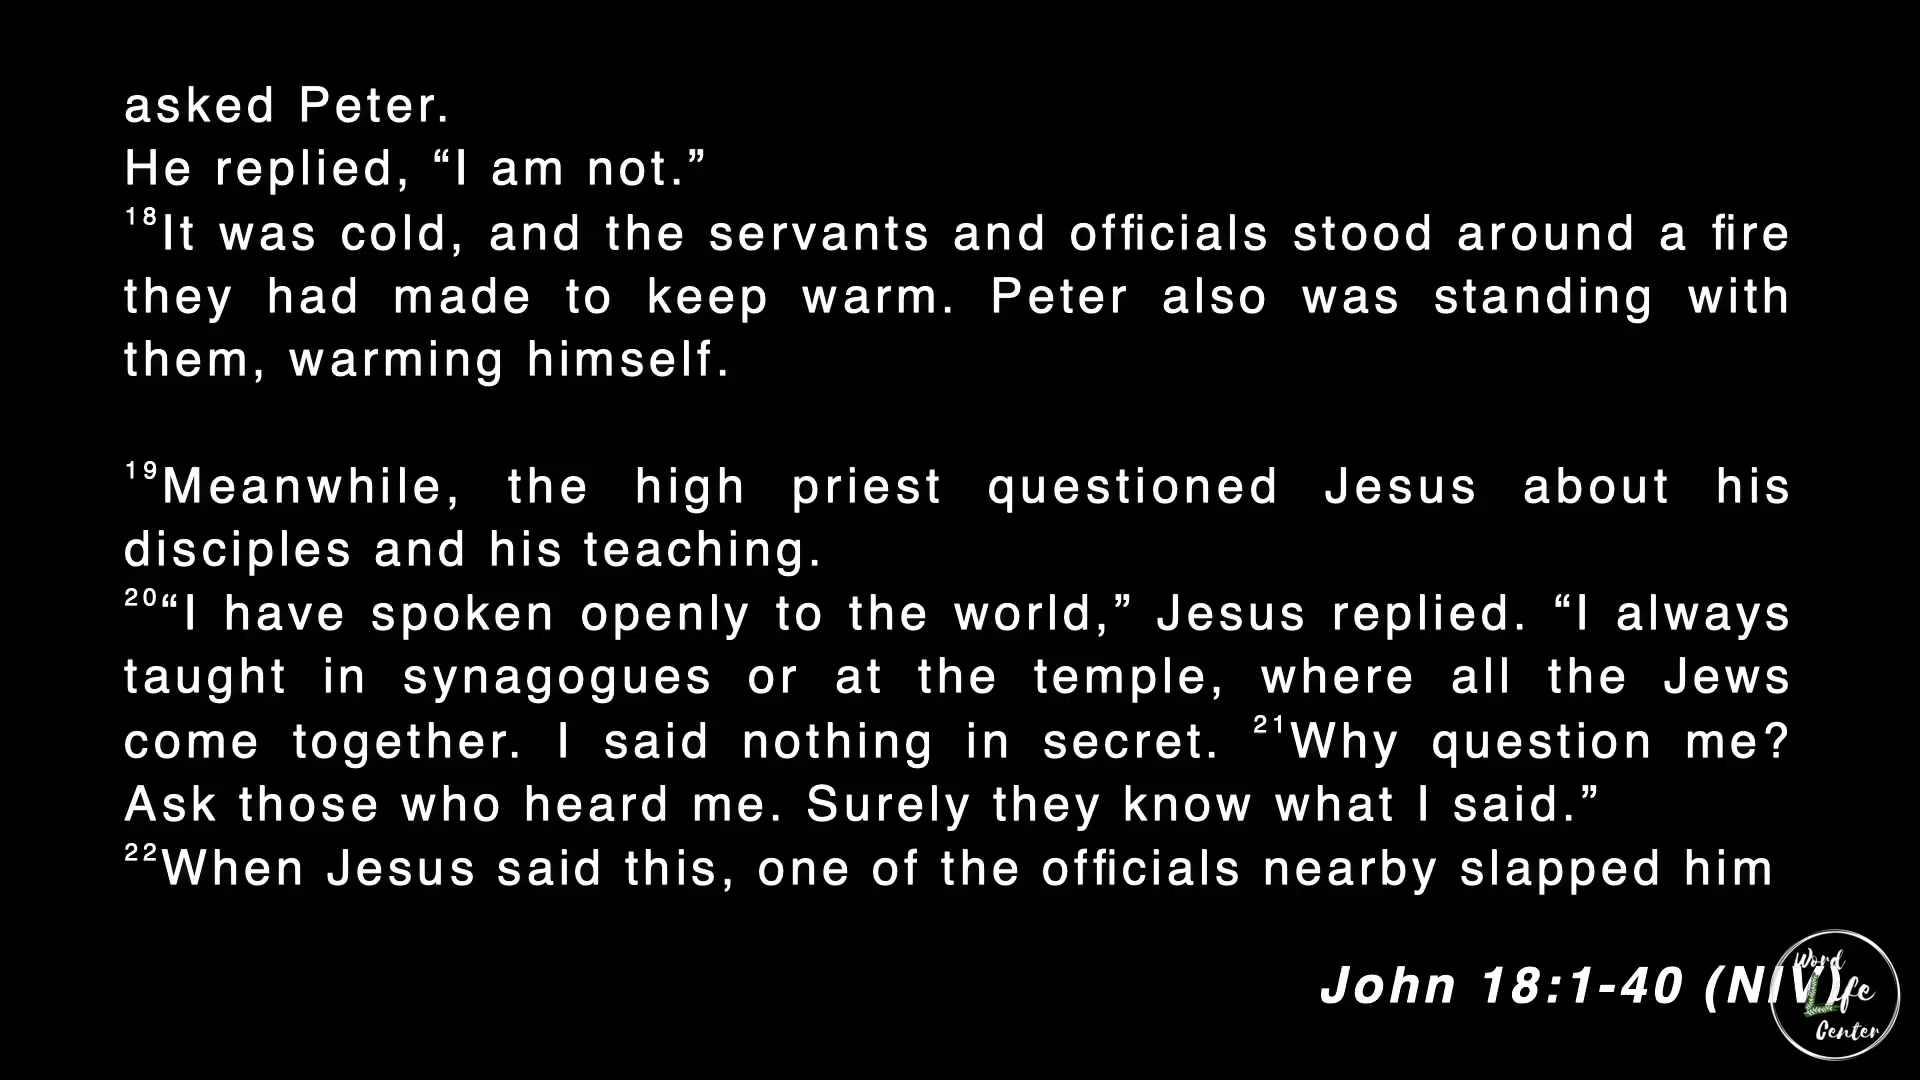 asked Peter.
He replied, “I am not.”
¹⁸It was cold, and the servants and officials stood around a fire
they had made to keep warm. Peter also was standing with
them, warming himself.
¹⁹Meanwhile, the high priest questioned Jesus about his
disciples and his teaching.
²⁰“I have spoken openly to the world,” Jesus replied. “I always
taught in synagogues or at the temple, where all the Jews
come together. I said nothing in secret. ²¹Why question me?
Ask those who heard me. Surely they know what I said.”
²²When Jesus said this, one of the officials nearby slapped him
John 18:1-40 (NIV)
Word
Life
Center